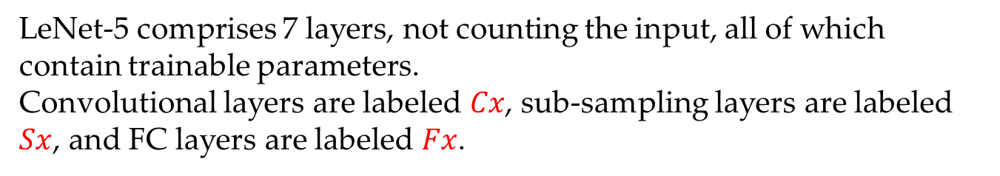 LeNet-5 comprises 7 layers, not counting the input, all of which
contain trainable parameters.
Convolutional layers are labeled Cx, sub-sampling layers are labeled
Sx, and FC layers are labeled Fx.